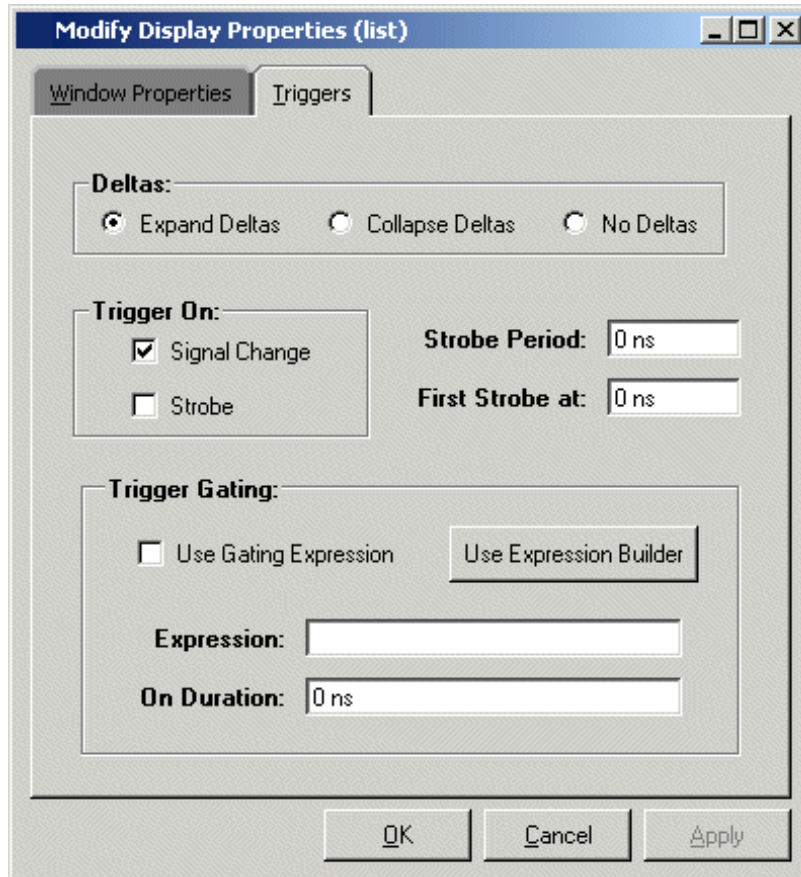 Modify Display Properties (list)
Window Properties
Triggers
Deltas:
Expand Deltas
Collapse Deltas
No Deltas
Trigger On:
Signal Change
Strobe
Strobe Period: 0 ns
First Strobe at: 0 ns
Trigger Gating:
Use Gating Expression
Use Expression Builder
Expression:
On Duration: 0 ns
OK
Cancel
Apply